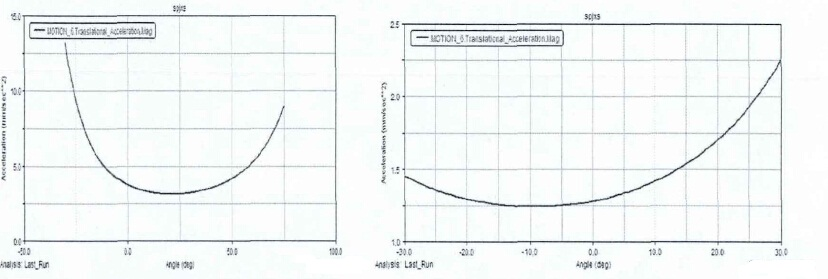 spjxs
15.0
MOTION_6.Translational_Acceleration.Mag
10.0
5.0
0.0
Acceleration (mm/sec**2)
-50.0 0.0 50.0 100.0
Analysis: Last_Run Angle (deg)
spjxs
2.5
MOTION_6.Translational_Acceleration.Mag
2.0
1.5
1.0
Acceleration (mm/sec**2)
-30.0 -20.0 -10.0 0.0 10.0 20.0 30.0
Analysis: Last_Run Angle (deg)